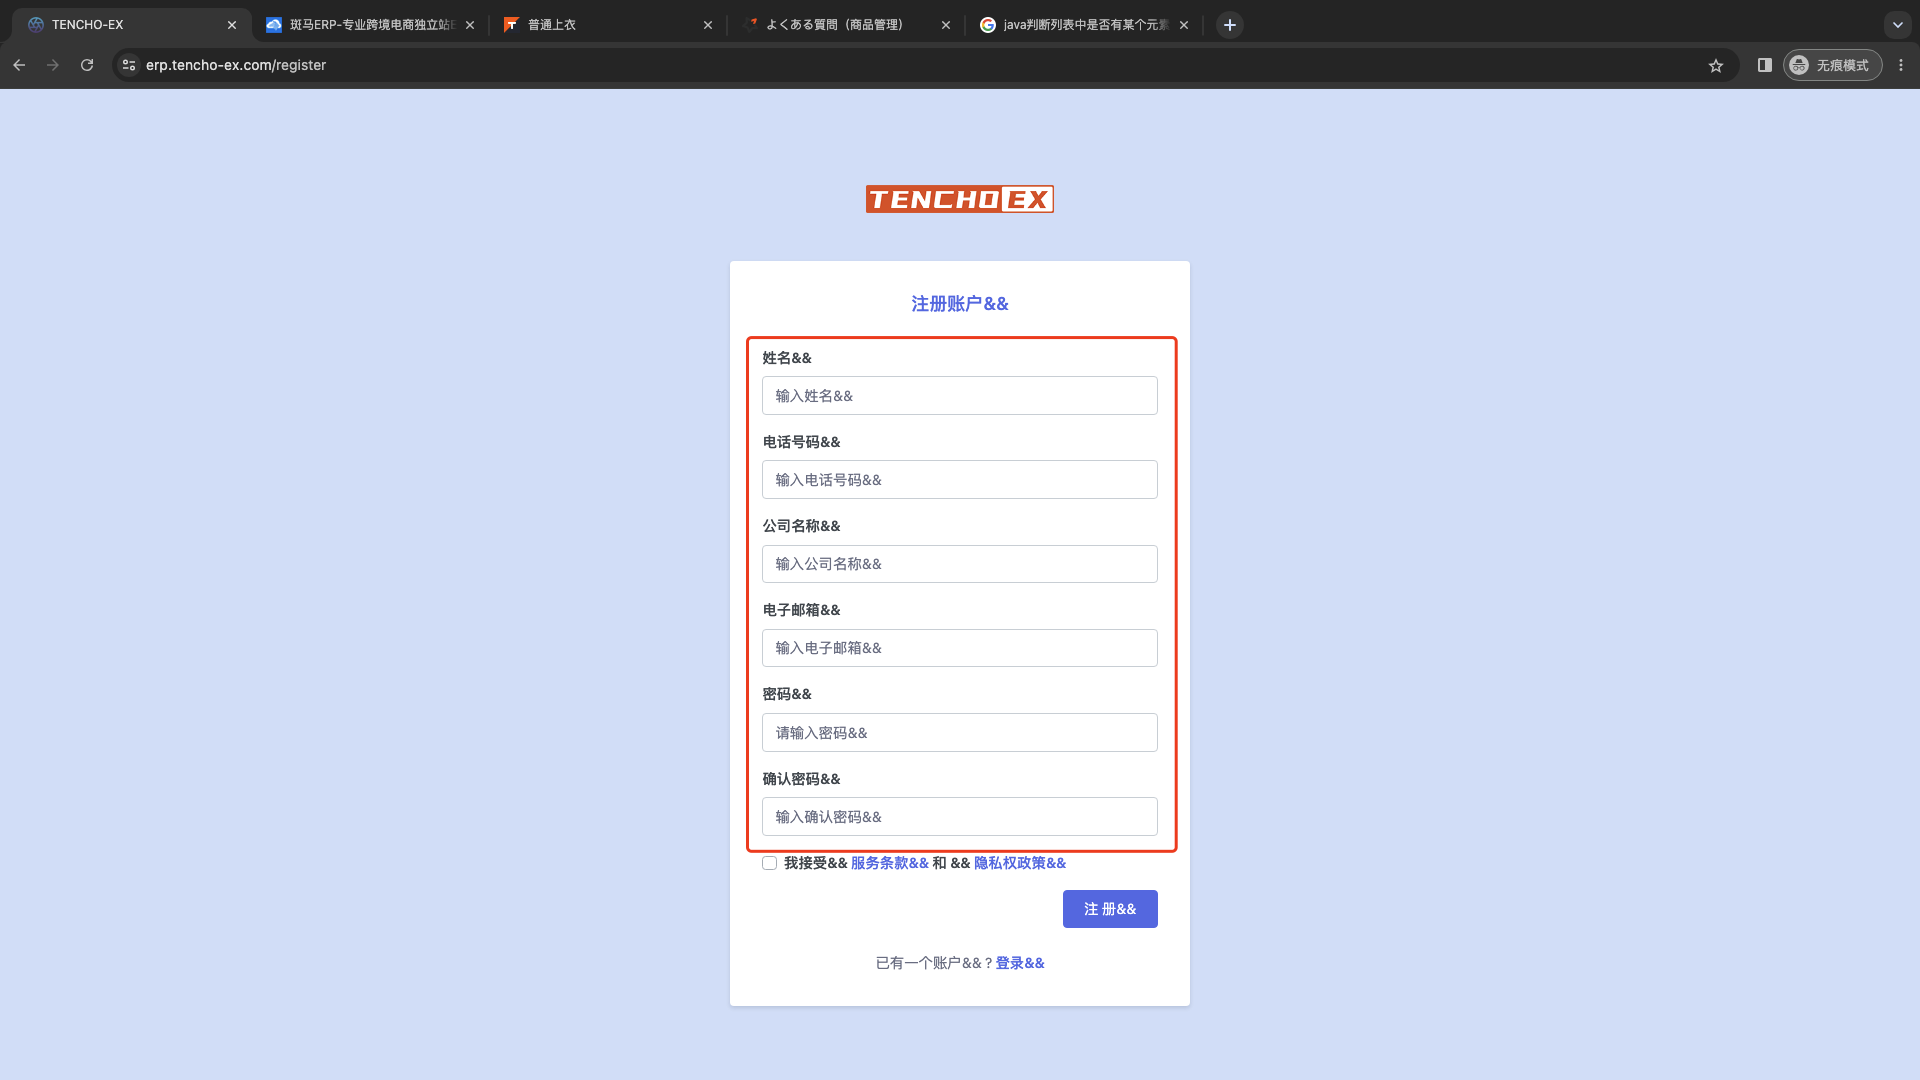 TENCHO-EX
斑马ERP-专业跨境电商独立站E
普通上衣
よくある質問（商品管理）
java判断列表中是否有某个元素
erp.tencho-ex.com/register
无痕模式
TENCHO EX
注册账户&&
姓名&&
输入姓名&&
电话号码&&
输入电话号码&&
公司名称&&
输入公司名称&&
电子邮箱&&
输入电子邮箱&&
密码&&
请输入密码&&
确认密码&&
输入确认密码&&
我接受&& 服务条款&& 和 && 隐私权政策&&
注 册&&
已有一个账户&& ? 登录&&